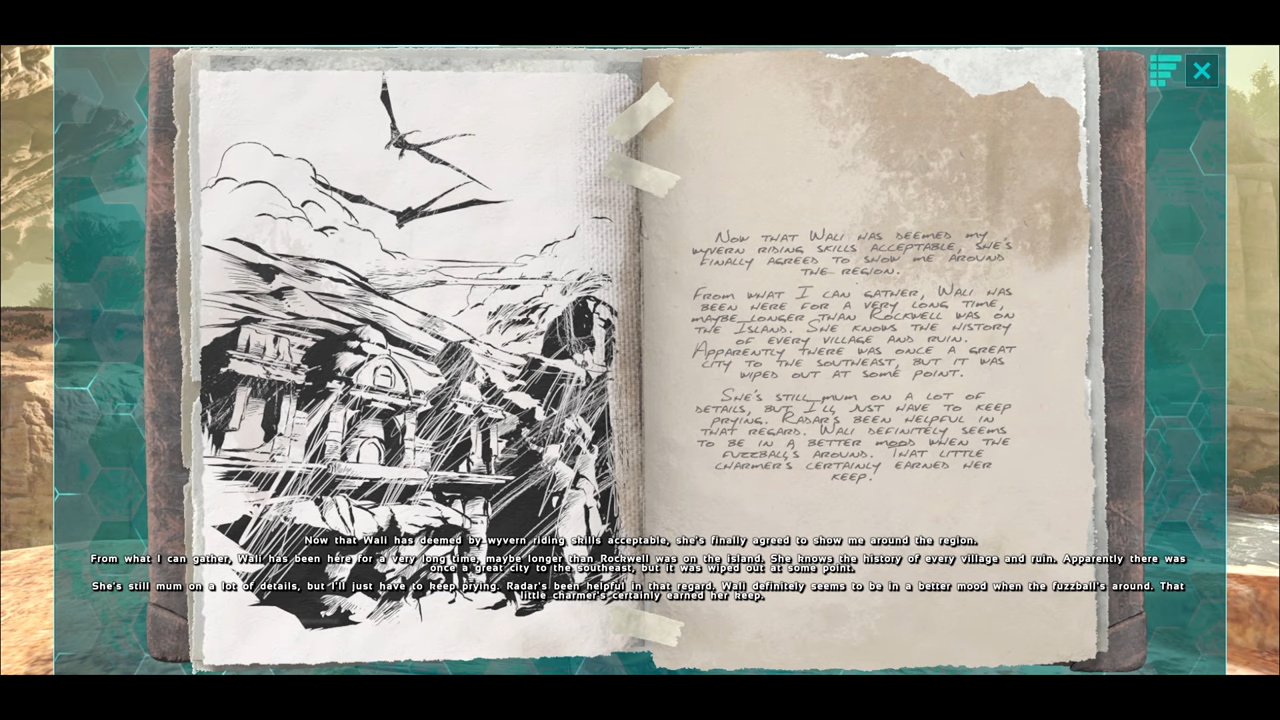 Now that Wali was deemed my
wyvern riding skills acceptable, she's
finally agreed to show me around
the region.
From what I can gather, Wali has
been here for a very long time,
maybe longer than Rockwell was on
the Island. She knows the history
of every village and ruin.
Apparently there was once a great
city to the southeast, but it was
wiped out at some point.
She's still mum on a lot of
details, but I'll just have to keep
prying. Radar's been helpful in
that regard. Wali definitely seems
to be in a better mood when the
fuzzball's around. That little
charmer's certainly earned her
keep.
Now that Wali has deemed by wyvern riding skills acceptable, she's finally agreed to show me around the region.
From what I can gather, Wali has been here for a very long time, maybe longer than Rockwell was on the island. She knows the history of every village and ruin. Apparently there was
once a great city to the southeast, but it was wiped out at some point.
She's still mum on a lot of details, but I'll just have to keep prying. Radar's been helpful in that regard. Wali definitely seems to be in a better mood when the fuzzball's around. That
little charmer's certainly earned her keep.